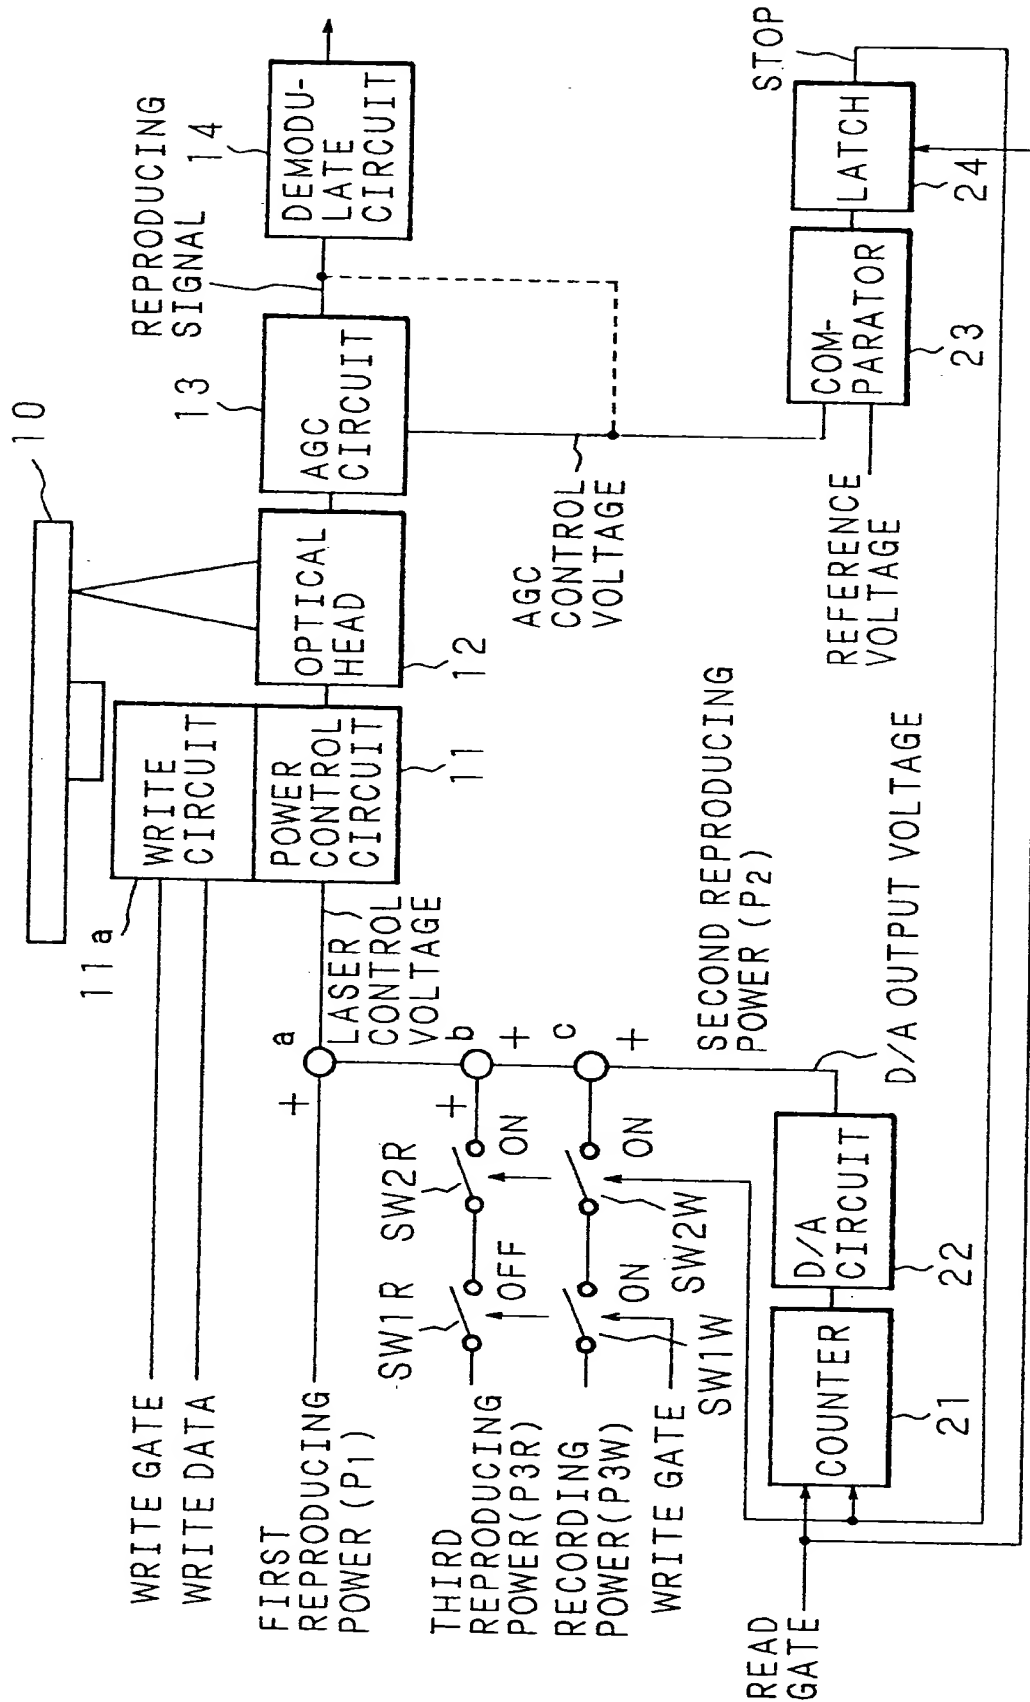 10
REPRODUCING
SIGNAL
14
DEMODU-
LATE
CIRCUIT
13
AGC
CIRCUIT
OPTICAL
HEAD
12
WRITE
CIRCUIT
11a
POWER
CONTROL
CIRCUIT
11
WRITE GATE
WRITE DATA
LASER
CONTROL
VOLTAGE
a
+
FIRST
REPRODUCING
POWER (P1)
b
+
+
SW1R
SW2R
OFF
ON
THIRD
REPRODUCING
POWER(P3R)
c
+
ON
ON
RECORDING
POWER(P3W)
WRITE GATE
SW1W
SW2W
AGC
CONTROL
VOLTAGE
SECOND REPRODUCING
POWER (P2)
D/A OUTPUT VOLTAGE
REFERENCE
VOLTAGE
COM-
PARATOR
23
LATCH
24
STOP
READ
GATE
COUNTER
21
D/A
CIRCUIT
22